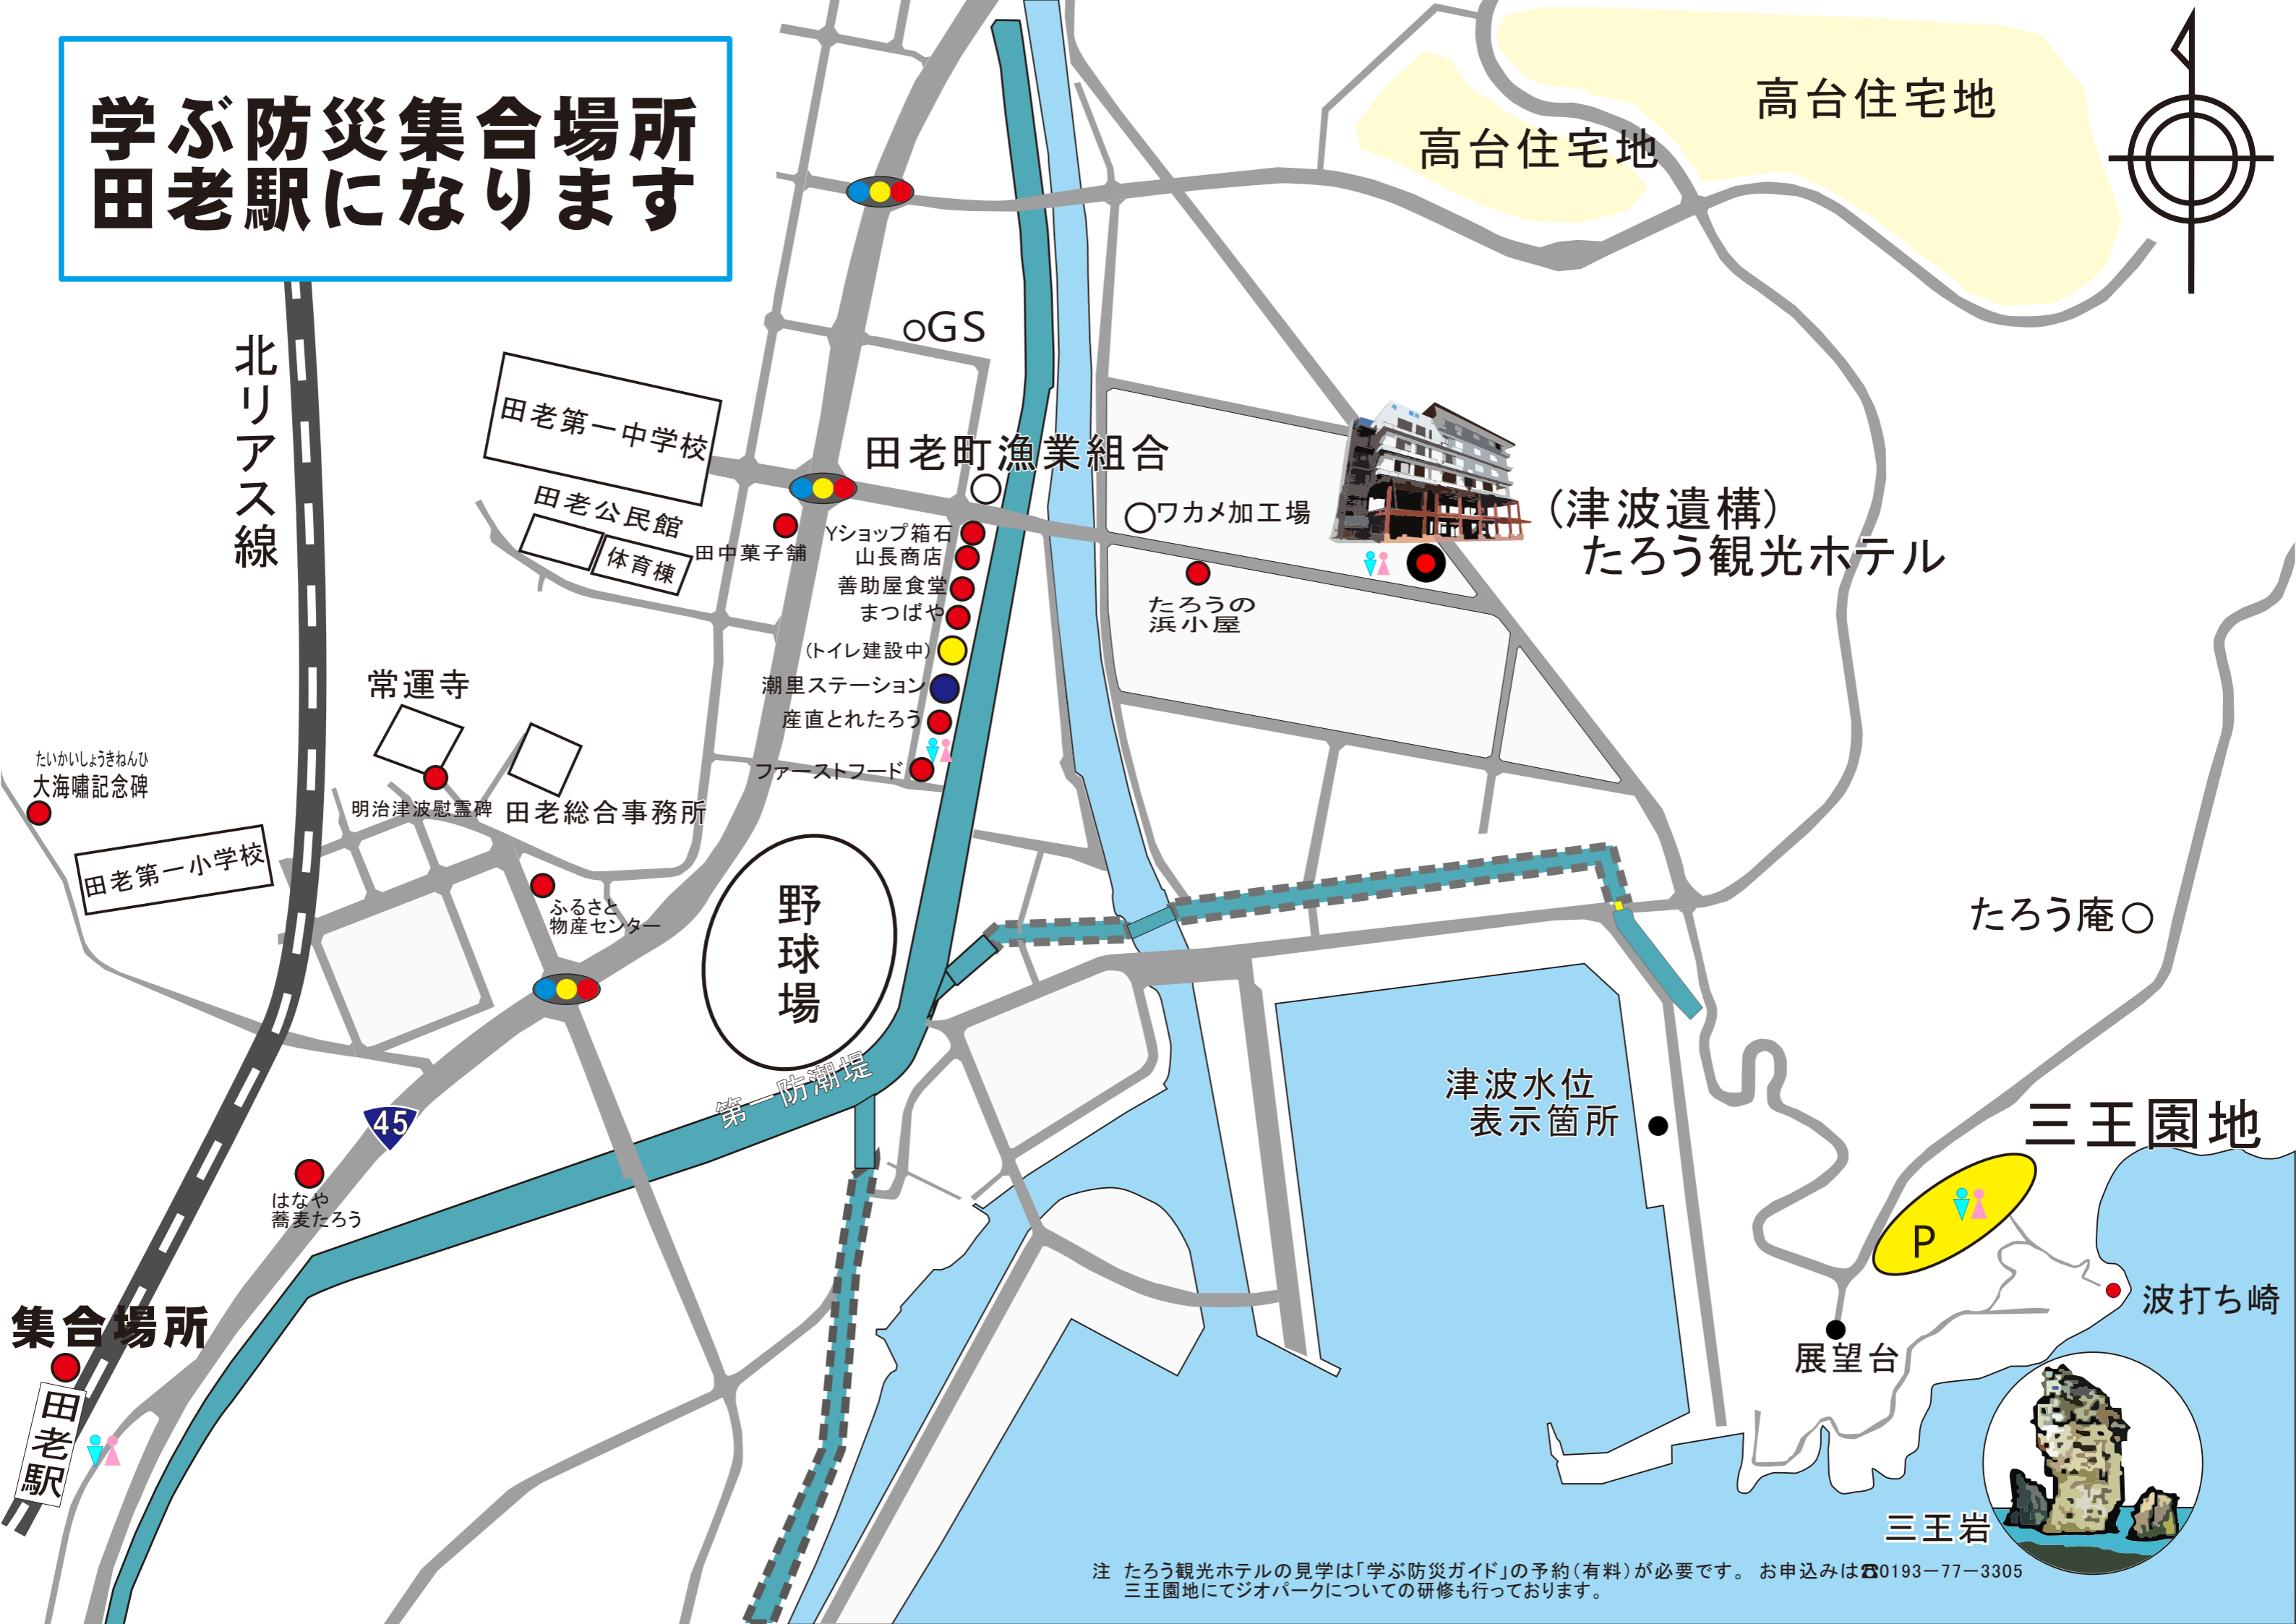 学ぶ防災集合場所
田老駅になります
高台住宅地
高台住宅地
北リアス線
GS
田老第一中学校
田老町漁業組合
田老公民館
体育棟
田中菓子舗
Yショップ箱石
山長商店
善助屋食堂
まつばや
(トイレ建設中)
潮里ステーション
産直とれたろう
ファーストフード
ワカメ加工場
たろうの
浜小屋
(津波遺構)
たろう観光ホテル
常運寺
明治津波慰霊碑
田老総合事務所
たいかいしょうきねんひ
大海嘯記念碑
田老第一小学校
ふるさと
物産センター
野球場
第一防潮堤
たろう庵
45
はなや
蕎麦たろう
津波水位
表示箇所
三王園地
P
波打ち崎
展望台
三王岩
集合場所
田老駅
注 たろう観光ホテルの見学は「学ぶ防災ガイド」の予約(有料)が必要です。 お申込みは☎0193-77-3305
三王園地にてジオパークについての研修も行っております。